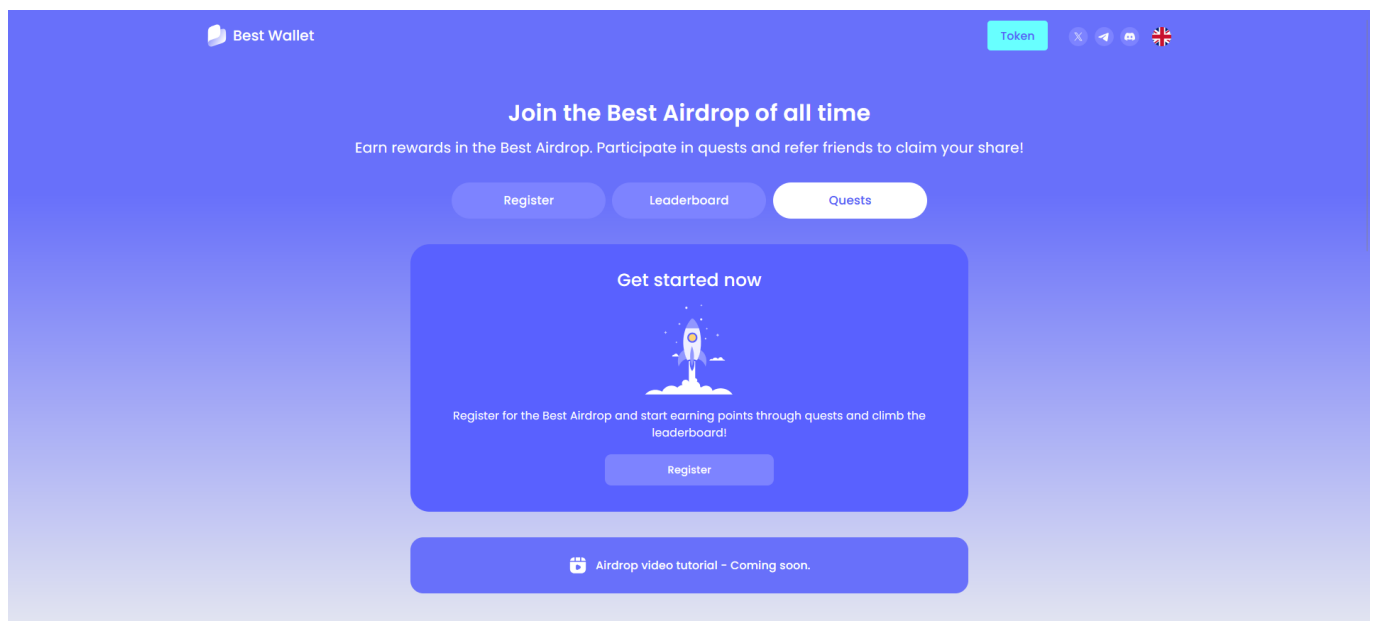 Best Wallet
Token
Join the Best Airdrop of all time
Earn rewards in the Best Airdrop. Participate in quests and refer friends to claim your share!
Register
Leaderboard
Quests
Get started now
Register for the Best Airdrop and start earning points through quests and climb the
leaderboard!
Register
Airdrop video tutorial - Coming soon.